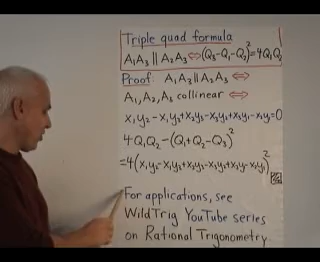 Triple quad formula
A₁A₃ ∥ A₂A₃ ⇔ (Q₃-Q₁-Q₂)²=4Q₁Q₂
Proof: A₁A₃ ∥ A₂A₃ ⇔
A₁, A₂, A₃ collinear ⇔
x₁y₂-x₁y₃+x₂y₃-x₃y₂+x₃y₁-x₂y₁=0
4Q₁Q₂-(Q₁+Q₂-Q₃)²
=4(x₁y₂-x₁y₃+x₂y₃-x₃y₂+x₃y₁-x₂y₁)²
For applications, see
WildTrig YouTube series
on Rational Trigonometry